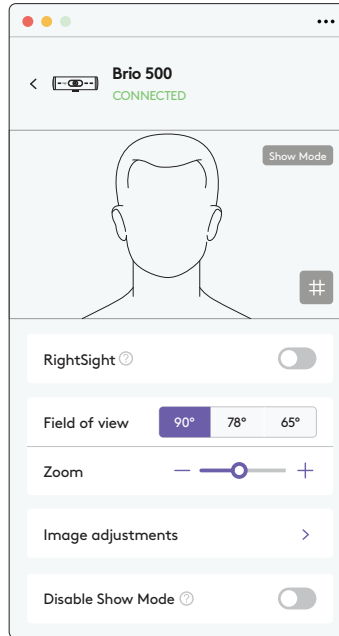 Brio 500
CONNECTED
Show Mode
RightSight
Field of view 90° 78° 65°
Zoom
Image adjustments
Disable Show Mode